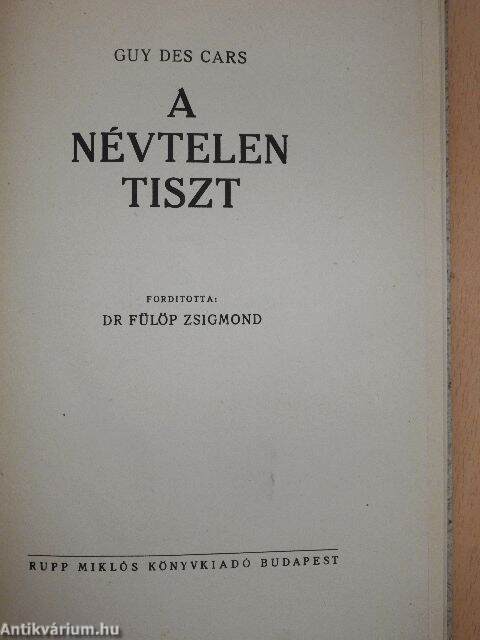 GUY DES CARS
A
NÉVTELEN
TISZT
FORDITOTTA:
DR FÜLÖP ZSIGMOND
RUPP MIKLÓS KÖNYVKIADÓ BUDAPEST
Antikvárium.hu